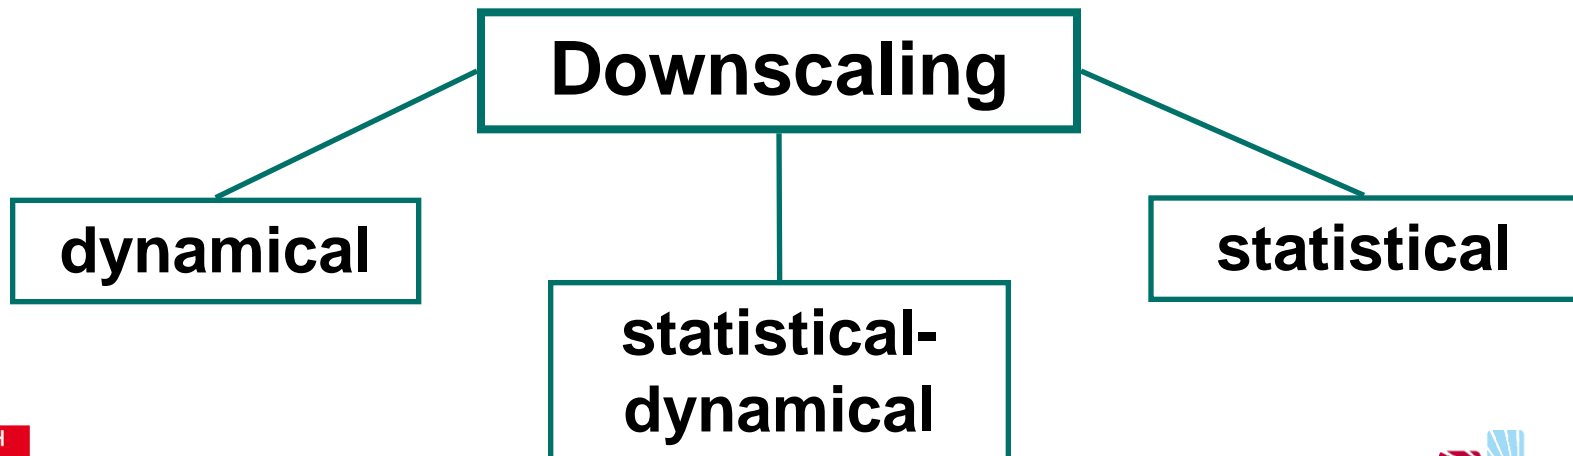 Downscaling
dynamical
statistical
statistical-
dynamical
H